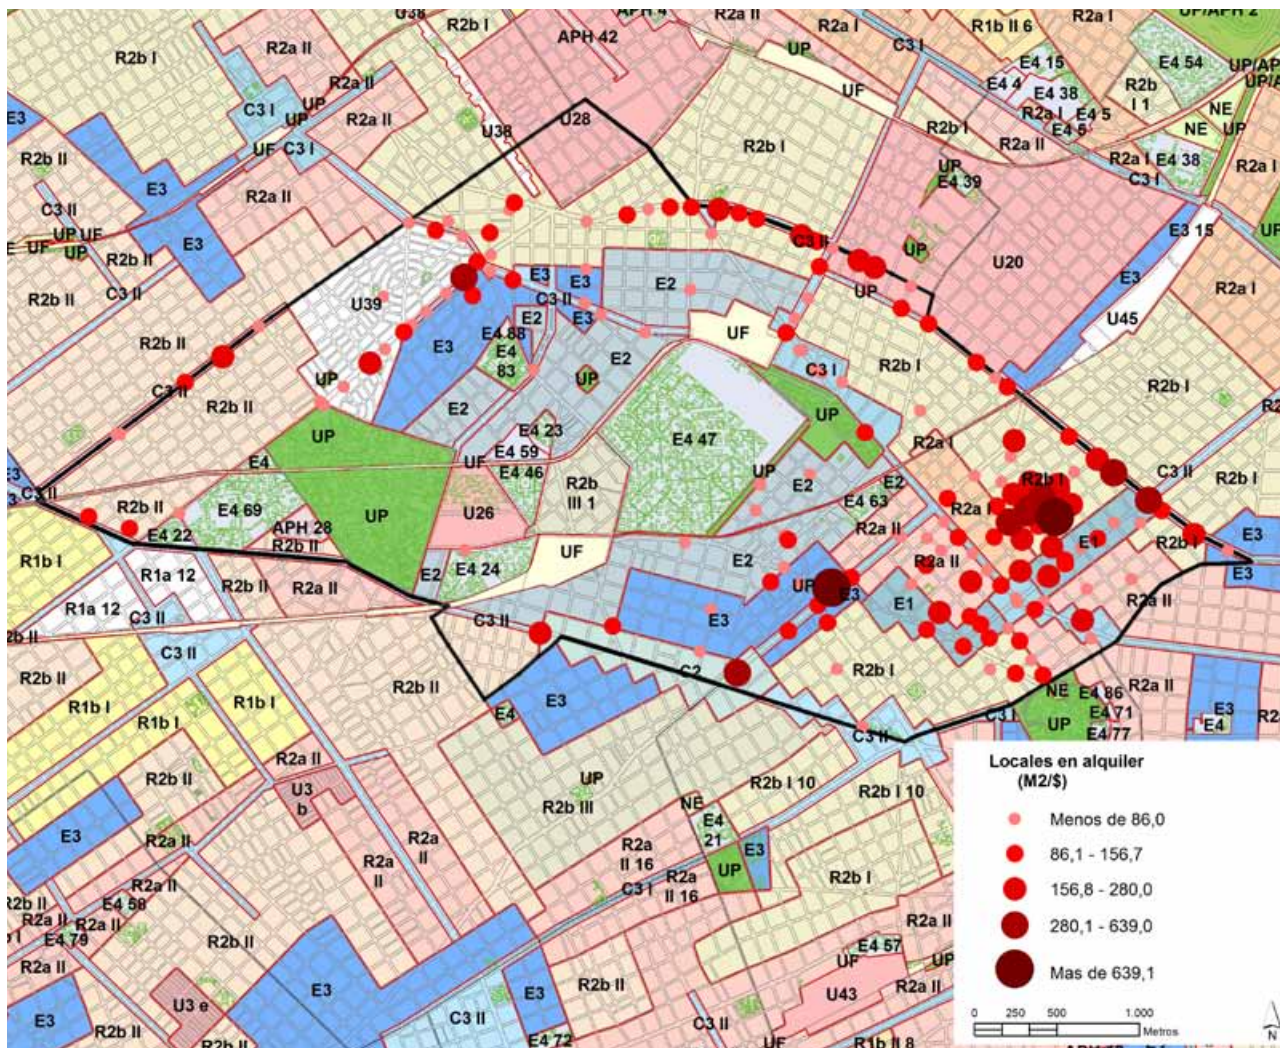 G38
R2b I
APH 4
R2a I
R1b II 6
R2a I
UP/APH 2
R2a II
APH 42
UP
C3 I
E4 15
E4 54
UP/AP
R2b I
R2a II
UF
E4 4
E4 38
R2b
I 1
C3 I
UP
R2a II
U38
U28
R2b I
R2a I
E4 5
E4 5
NE
NE
UP
E3
UF
C3 I
R2b I
R2a II
R2a I
E4 38
R2a I
C3 I
R2b II
R2a II
UP
E4 39
E3
C3 II
UP
UF
E3
C3 II
UP
E3 15
UP
UF
UP
R2b II
C3 II
U20
E3
R2b II
E3
E3
C3 II
E2
UP
R2a I
U39
E3
U45
R2b II
E2
UF
E4 88
E4
83
E3
E2
R2b I
R2b I
C3 I
UP
UP
C3 II
R2b II
E2
UP
E4 23
UP
R2a I
E4 59
E4 47
E4
UF
E4 46
UP
R2b I
C3 II
R2b I
E3
C3 II
R2b
III 1
E2
E2
R2b II
E4 69
UP
U26
E4 63
R2a I
R2a II
E4 22
APH 28
R2b II
E1
R2b I
E3
R1b I
UF
R2a II
R1a 12
R2b II
R2a II
E2
E4 24
E2
UP
E3
E3
E1
R2a II
R1a 12
C3 II
C3 II
E3
C3 II
C2
R2b I
R2b II
R2b II
NE
E4 86
R2a II
R1b I
E3
E4
C3 I
UP
E4 71
E4 77
E3
E4
R1b I
C3 II
R2a II
R2b II
UP
R2b I 10
R2b I 10
U3
b
R2b III
NE
E4
21
E3
R2a II
R2a
II
R2a
II
R2a
II 16
E3
R2a II
C3 I
R2a
II 16
UP
R2b I
E4 58
R2a II
R2a II
E4 79
R2b II
R2a II
E4 57
R2a II
UF
UP
U3 e
E3
E3
R2b II
U43
R2a II
E3
R2b II
C3 II
C3 II
R2b II
E4 72
UF
R1b II 8
Locales en alquiler
(M2/$)
Menos de 86,0
86,1 - 156,7
156,8 - 280,0
280,1 - 639,0
Mas de 639,1
0 250 500 1.000
Metros
N